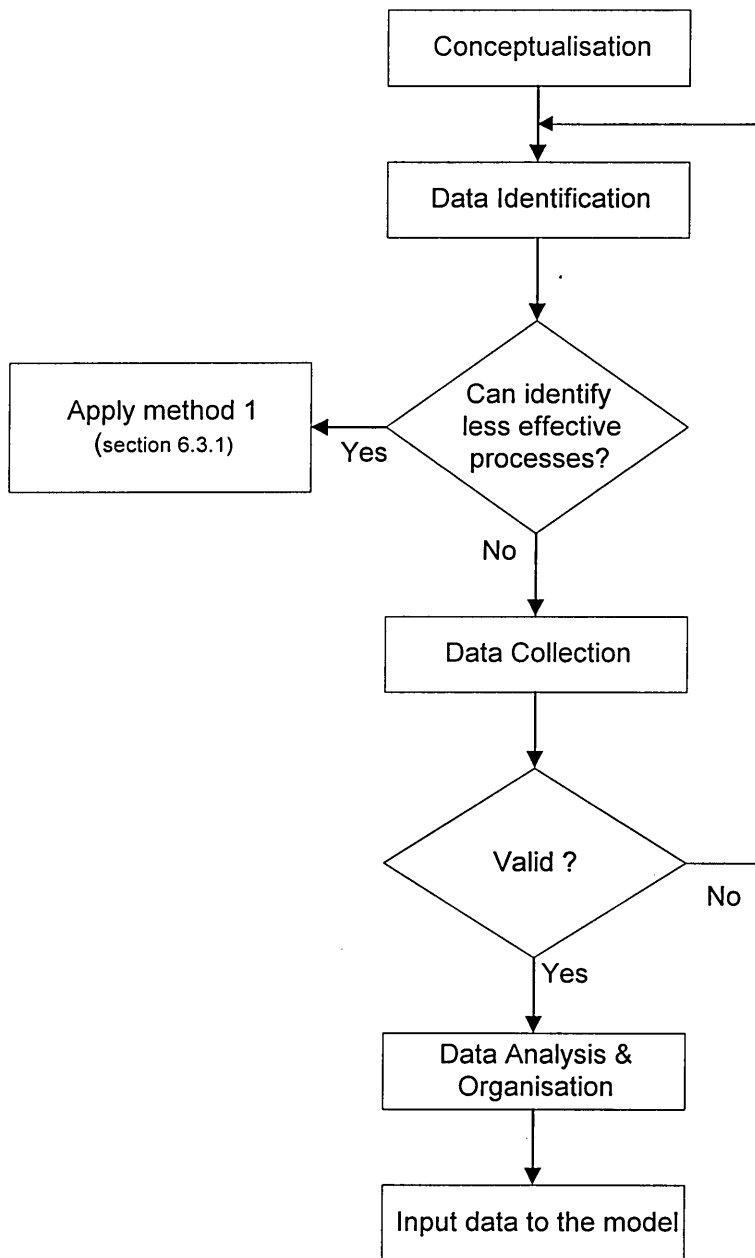 Conceptualisation
Data Identification
Can identify
less effective
processes?
Yes
Apply method 1
(section 6.3.1)
No
Data Collection
Valid ?
No
Yes
Data Analysis &
Organisation
Input data to the model